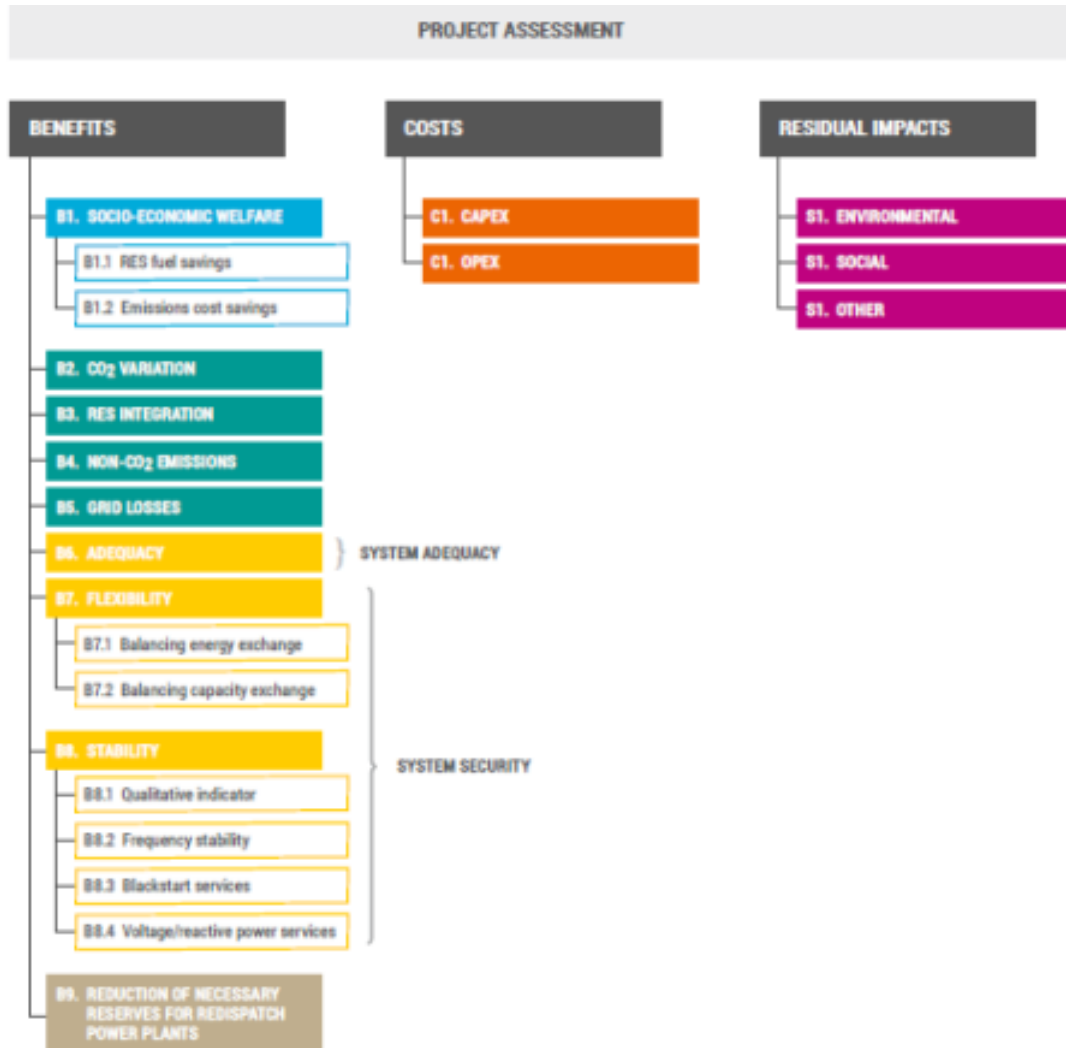 PROJECT ASSESSMENT
BENEFITS
B1. SOCIO-ECONOMIC WELFARE
B1.1 RES fuel savings
B1.2 Emissions cost savings
B2. CO2 VARIATION
B3. RES INTEGRATION
B4. NON-CO2 EMISSIONS
B5. GRID LOSSES
B6. ADEQUACY
SYSTEM ADEQUACY
B7. FLEXIBILITY
B7.1 Balancing energy exchange
B7.2 Balancing capacity exchange
B8. STABILITY
B8.1 Qualitative indicator
B8.2 Frequency stability
B8.3 Blackstart services
B8.4 Voltage/reactive power services
SYSTEM SECURITY
B9. REDUCTION OF NECESSARY
RESERVES FOR REDISPATCH
POWER PLANTS
COSTS
C1. CAPEX
C1. OPEX
RESIDUAL IMPACTS
S1. ENVIRONMENTAL
S1. SOCIAL
S1. OTHER